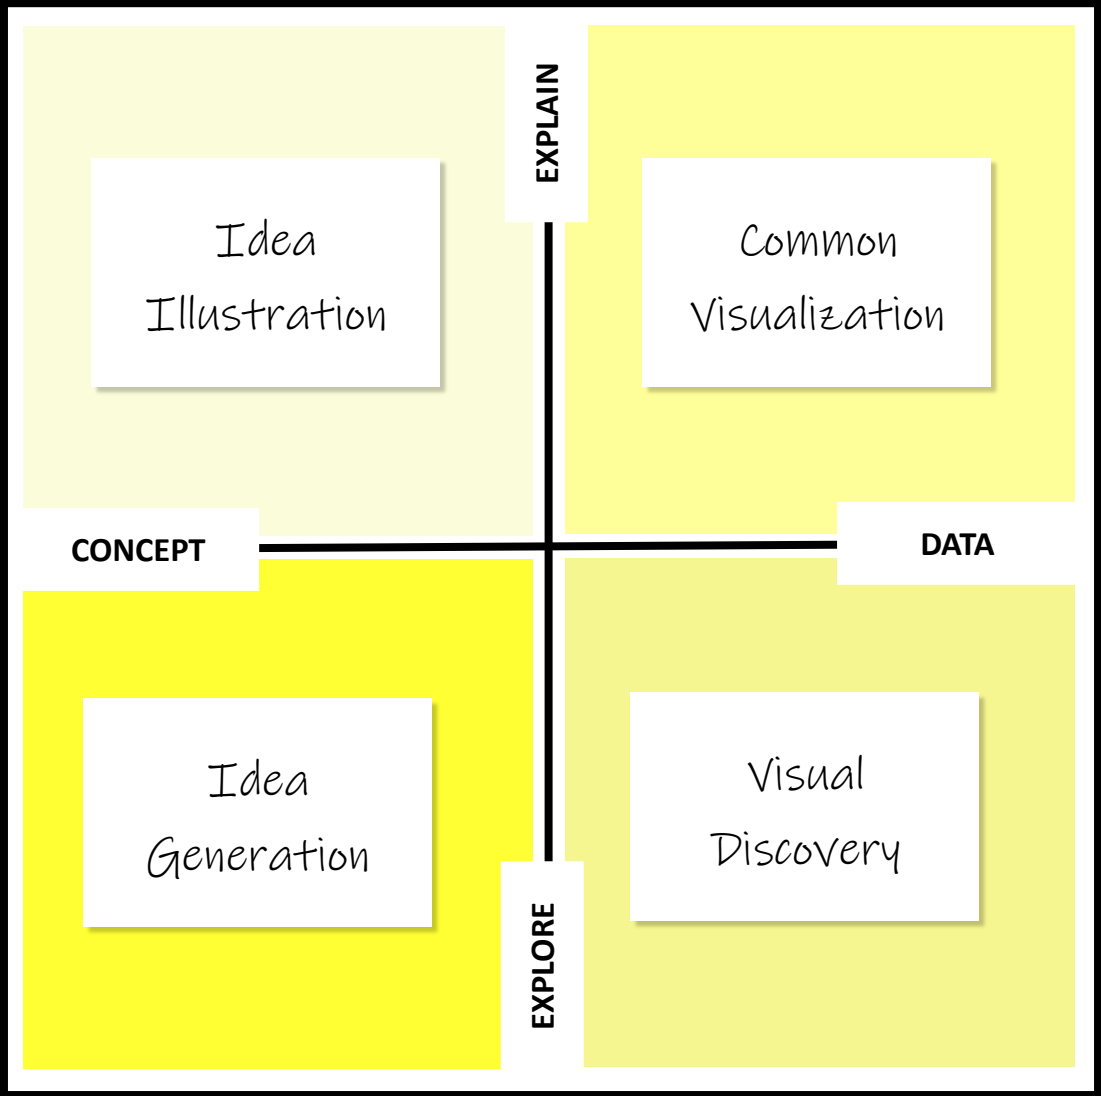 EXPLAIN
Idea
Illustration
Common
Visualization
CONCEPT
DATA
Idea
Generation
Visual
Discovery
EXPLORE